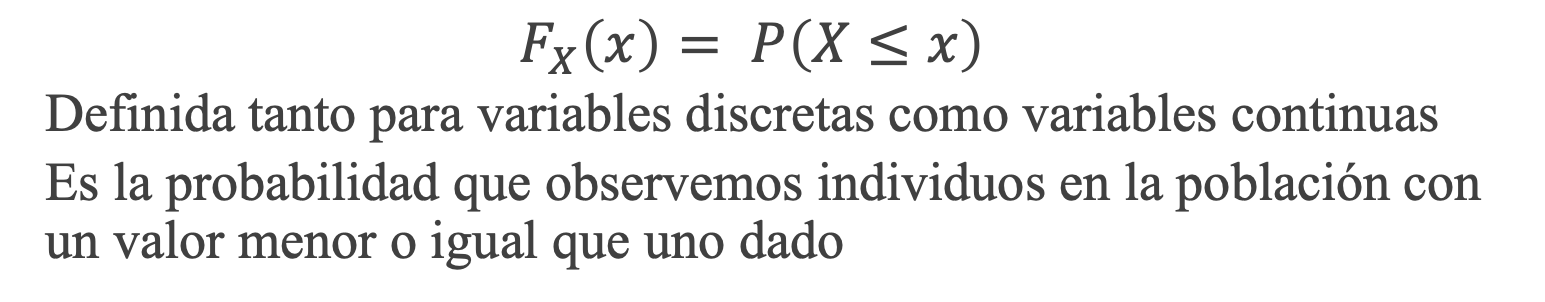 F_X(x) = P(X ≤ x)
Definida tanto para variables discretas como variables continuas
Es la probabilidad que observemos individuos en la población con
un valor menor o igual que uno dado